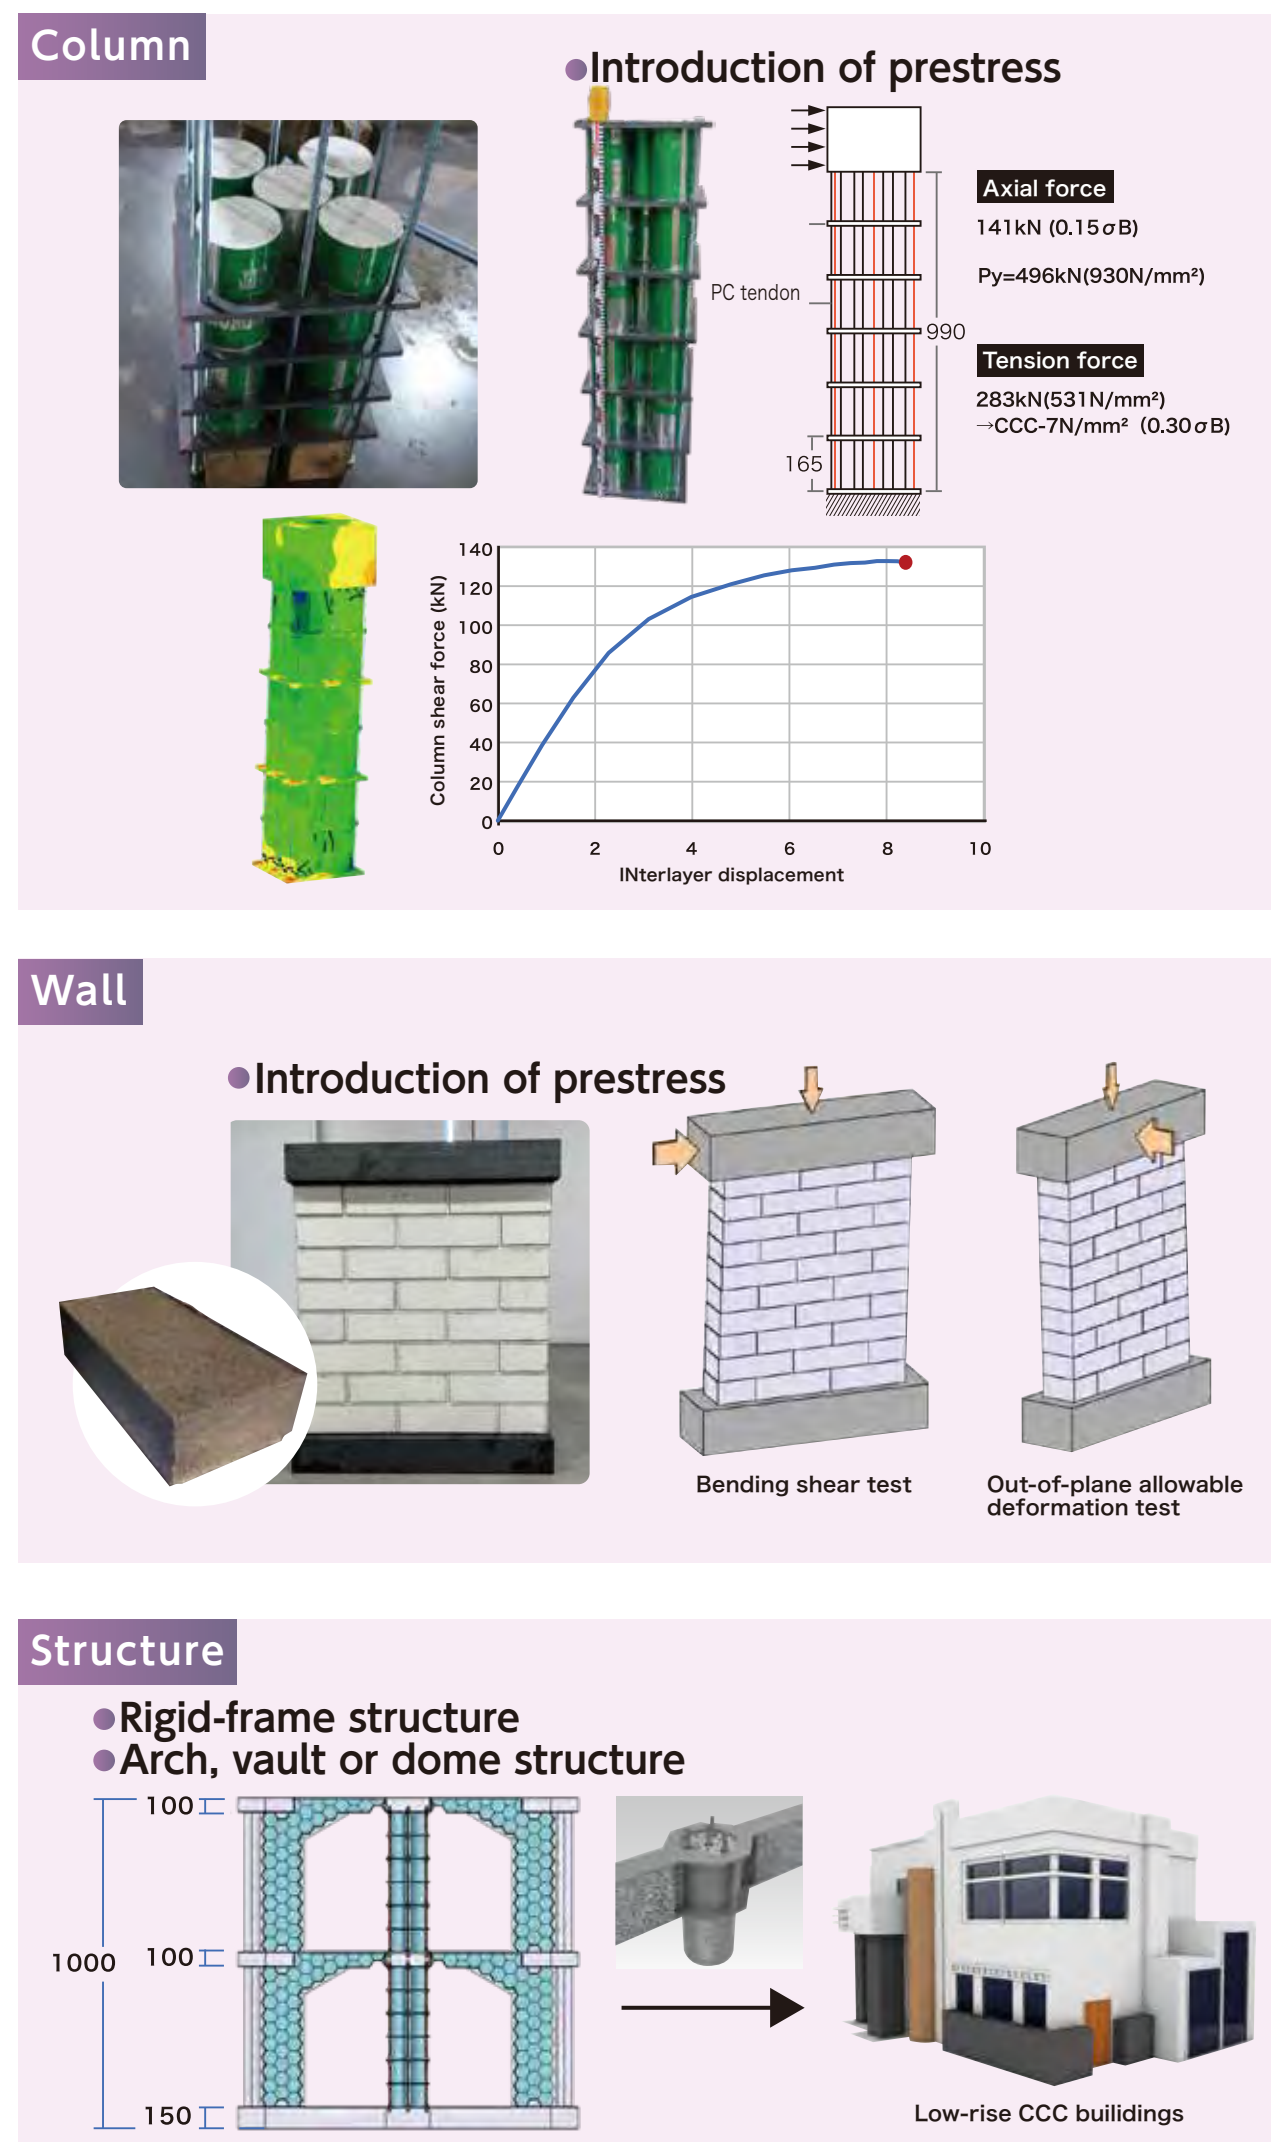 Column
●Introduction of prestress
Axial force
141kN (0.15σB)
Py=496kN(930N/mm²)
PC tendon
990
Tension force
283kN(531N/mm²)
→CCC-7N/mm² (0.30σB)
165
Column shear force (kN)
140
120
100
80
60
40
20
0
0 2 4 6 8 10
INterlayer displacement
Wall
●Introduction of prestress
Bending shear test
Out-of-plane allowable
deformation test
Structure
●Rigid-frame structure
●Arch, vault or dome structure
100
1000
100
150
Low-rise CCC builidings